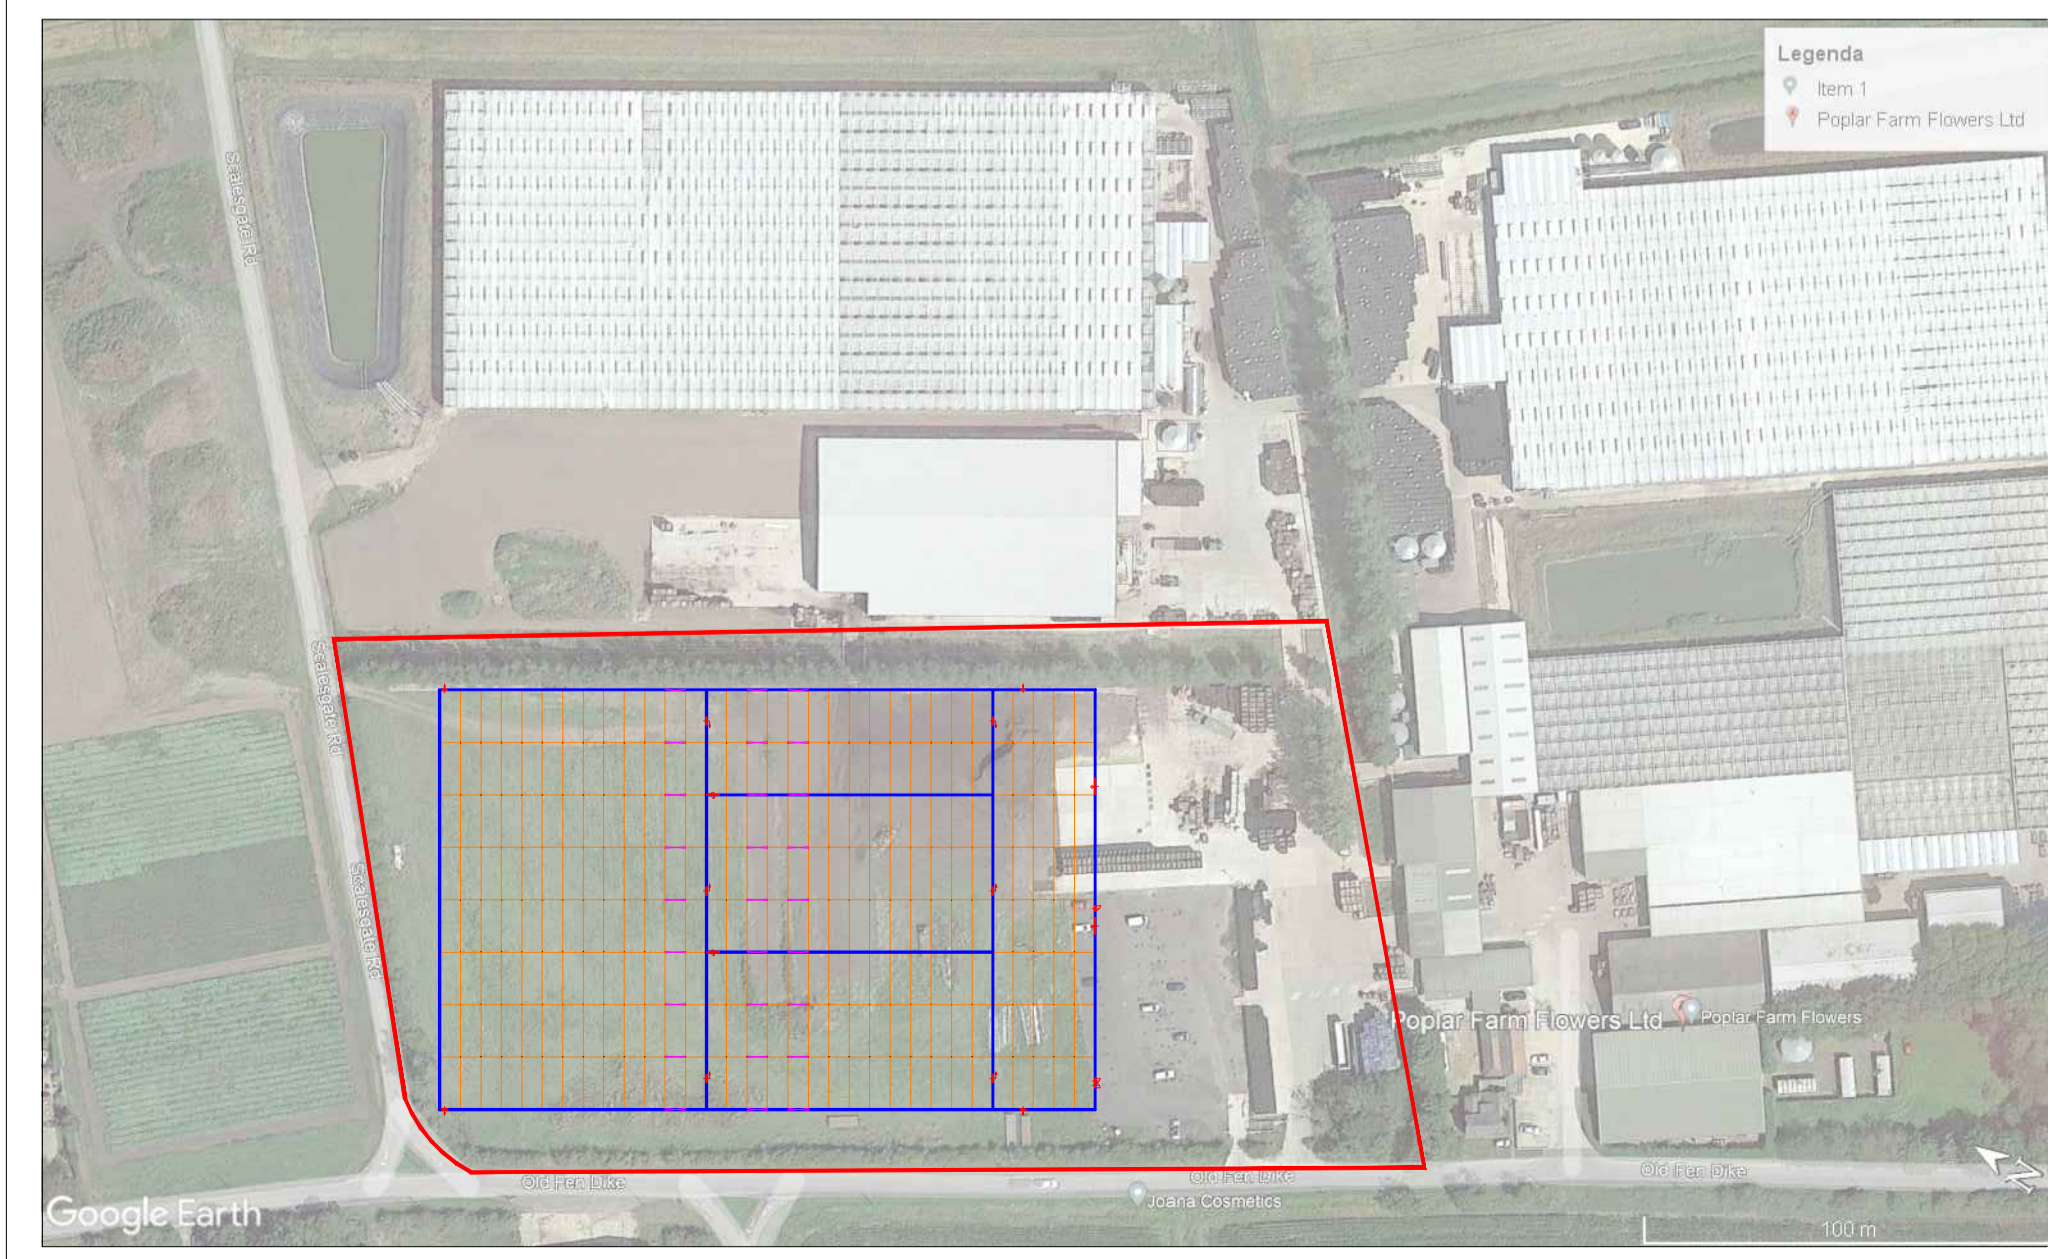 Legenda
Item 1
Poplar Farm Flowers Ltd
Scalesgate Rd
Scalesgate Rd
Scalesgate Rd
Poplar Farm Flowers Ltd
Poplar Farm Flowers
Old Fen Dike
Old Fen Dike
Old Fen Dike
Joana Cosmetics
Google Earth
100 m
N